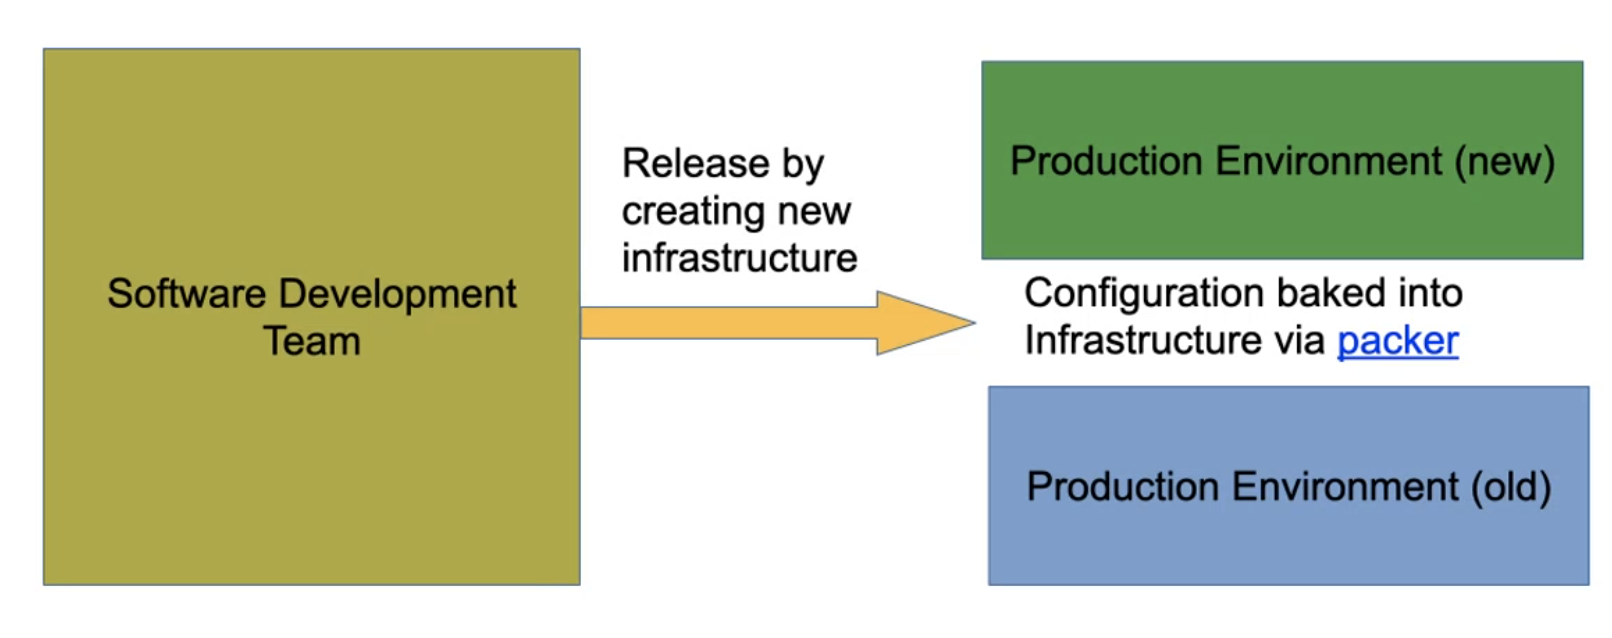 Software Development
Team
Release by
creating new
infrastructure
Production Environment (new)
Configuration baked into
Infrastructure via packer
Production Environment (old)